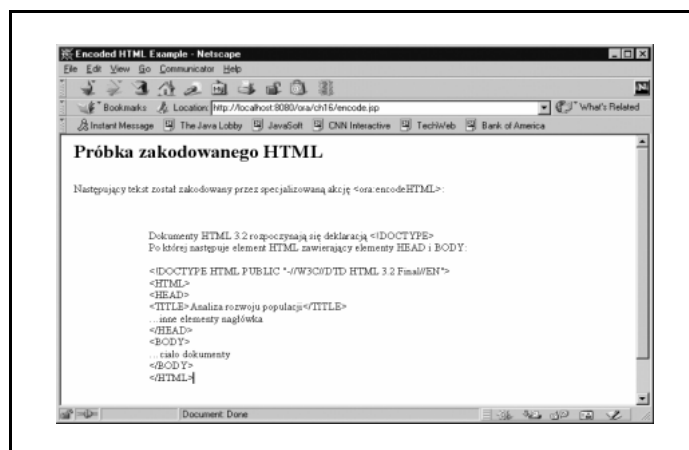 Encoded HTML Example - Netscape
File Edit View Go Communicator Help
Bookmarks Location: http://localhost:8080/ora/ch16/encode.jsp What's Related
Instant Message The Java Lobby JavaSoft CNN Interactive TechWeb Bank of America
Próbka zakodowanego HTML
Następujący tekst został zakodowany przez specjalizowaną akcję <ora:encodeHTML>:
Dokumenty HTML 3.2 rozpoczynają się deklaracją <!DOCTYPE>
Po której następuje element HTML zawierający elementy HEAD i BODY:
<!DOCTYPE HTML PUBLIC "-//W3C//DTD HTML 3.2 Final//EN">
<HTML>
<HEAD>
<TITLE>Analiza rozwoju populacji</TITLE>
...inne elementy nagłówka
</HEAD>
<BODY>
...ciało dokumenty
</BODY>
</HTML>
Document: Done